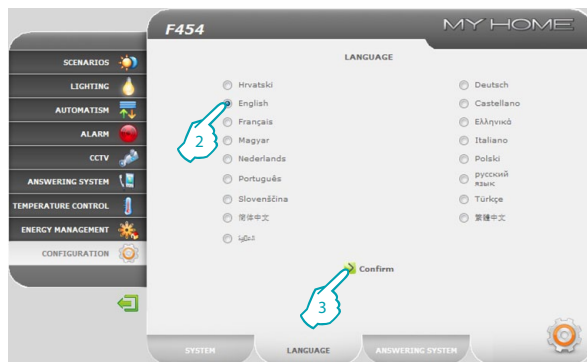 F454
MY HOME
SCENARIOS
LIGHTING
AUTOMATISM
ALARM
CCTV
ANSWERING SYSTEM
TEMPERATURE CONTROL
ENERGY MANAGEMENT
CONFIGURATION
LANGUAGE
Hrvatski
English
Français
Magyar
Nederlands
Português
Slovenščina
简体中文
Deutsch
Castellano
Ελληνικά
Italiano
Polski
русский
язык
Türkçe
繁體中文
2
Confirm
3
SYSTEM
LANGUAGE
ANSWERING SYSTEM